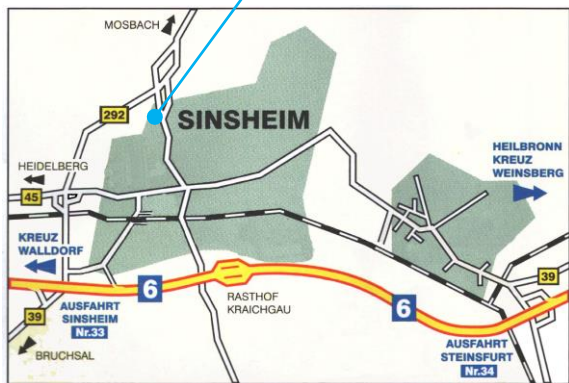 MOSBACH
292
SINSHEIM
HEIDELBERG
45
HEILBRONN
KREUZ
WEINSBERG
KREUZ
WALLDORF
6
39
AUSFAHRT
SINSHEIM
Nr.33
RASTHOF
KRAICHGAU
6
39
AUSFAHRT
STEINSFURT
Nr.34
BRUCHSAL